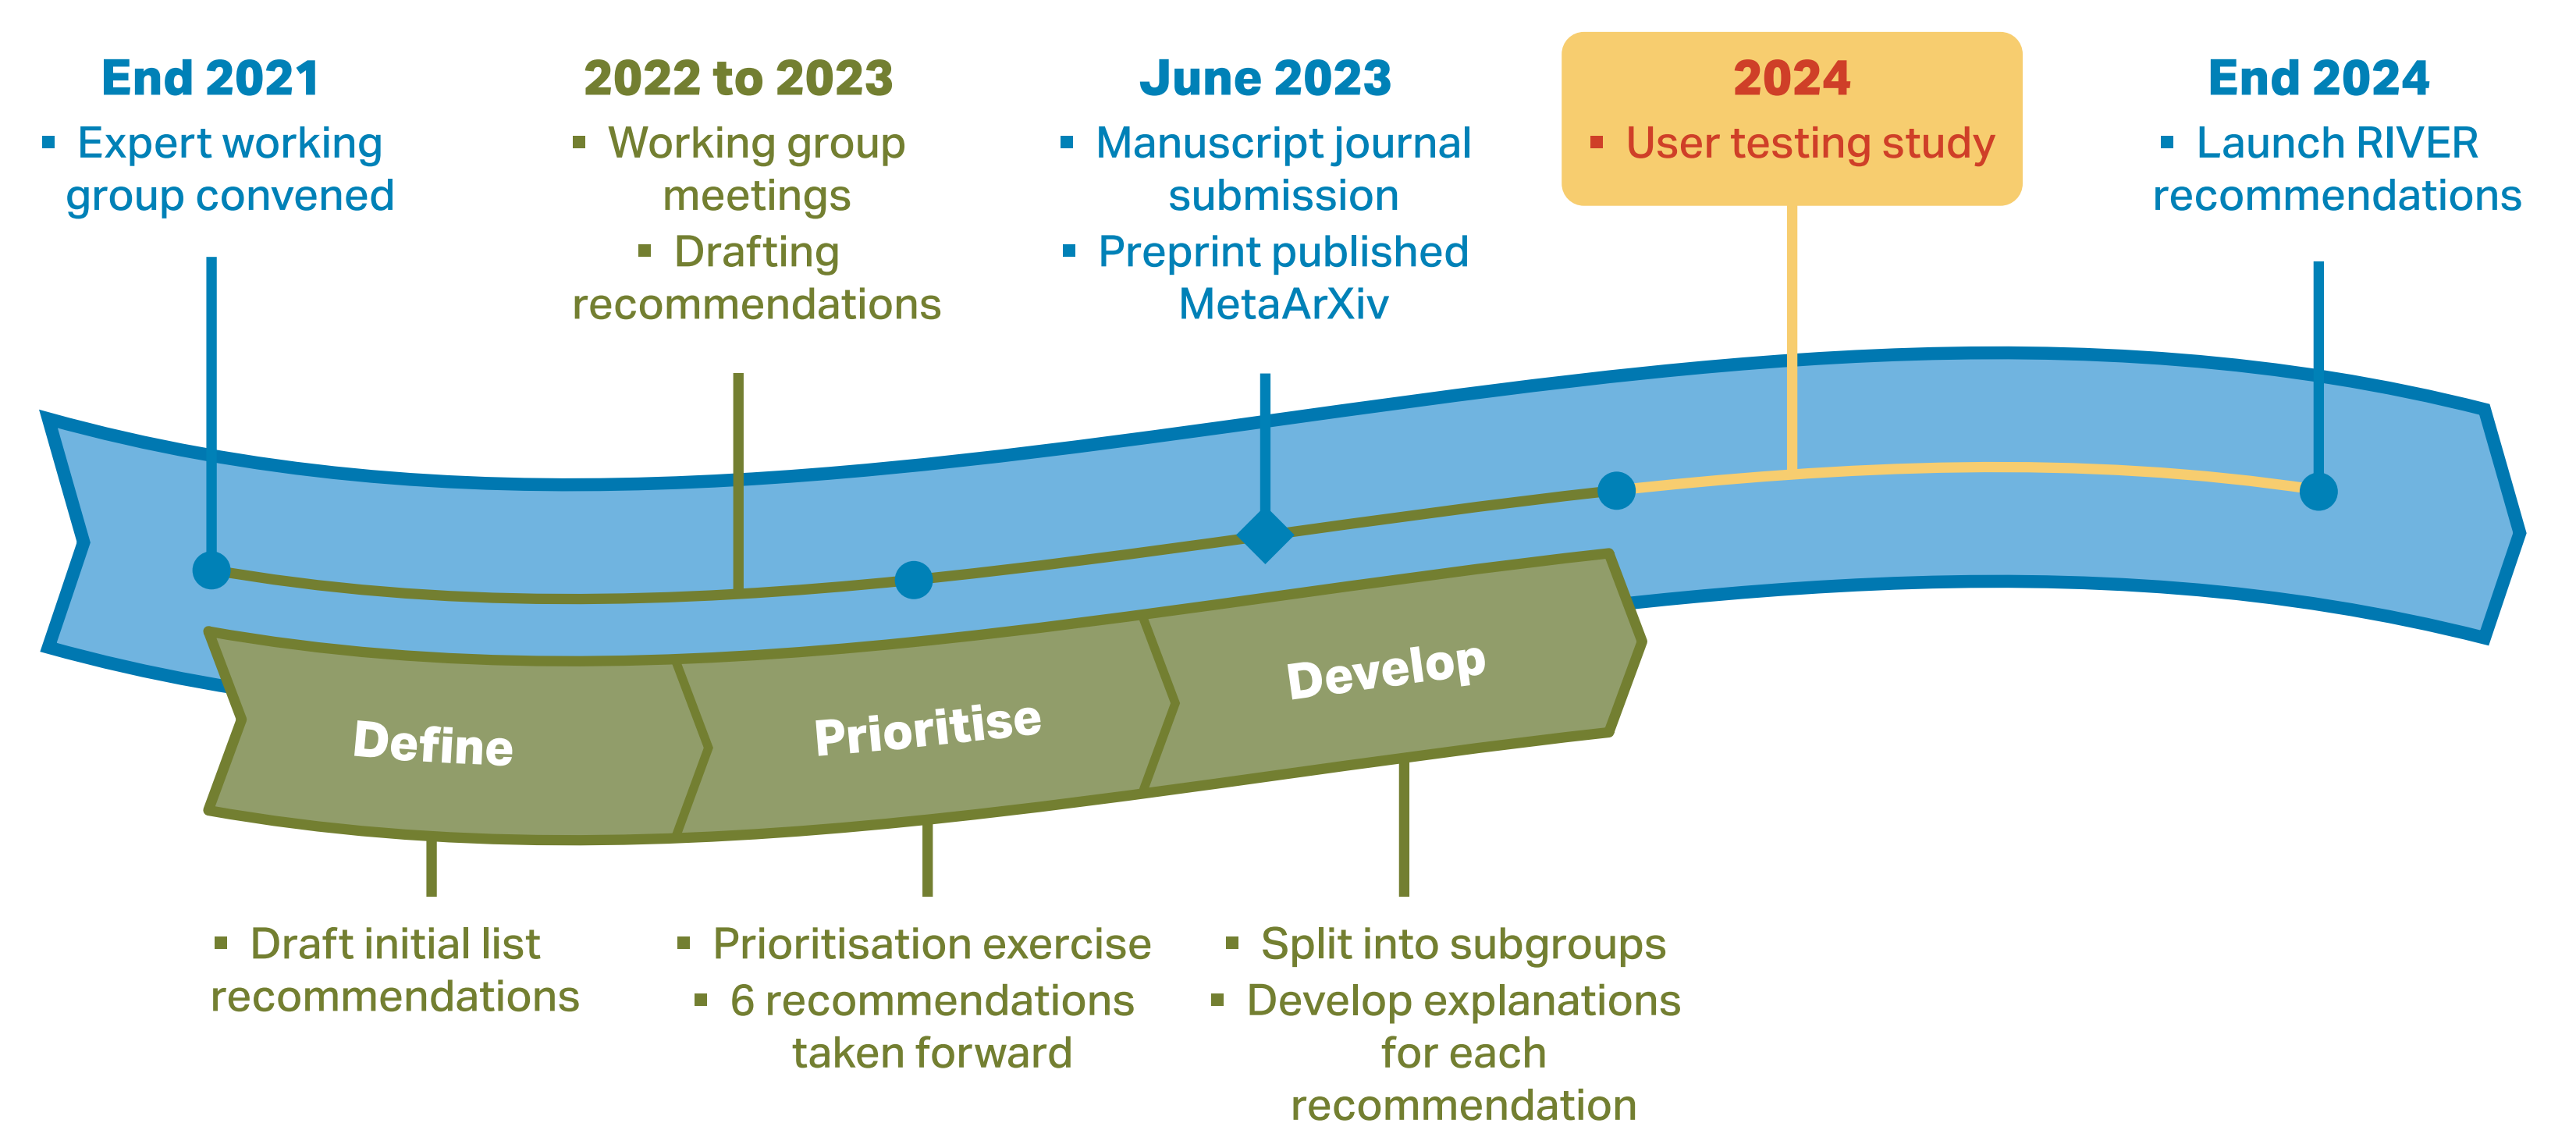 End 2021
▪ Expert working
group convened
2022 to 2023
▪ Working group
meetings
▪ Drafting
recommendations
June 2023
▪ Manuscript journal
submission
▪ Preprint published
MetaArXiv
2024
▪ User testing study
End 2024
▪ Launch RIVER
recommendations
Define
Prioritise
Develop
▪ Draft initial list
recommendations
▪ Prioritisation exercise
▪ 6 recommendations
taken forward
▪ Split into subgroups
▪ Develop explanations
for each
recommendation